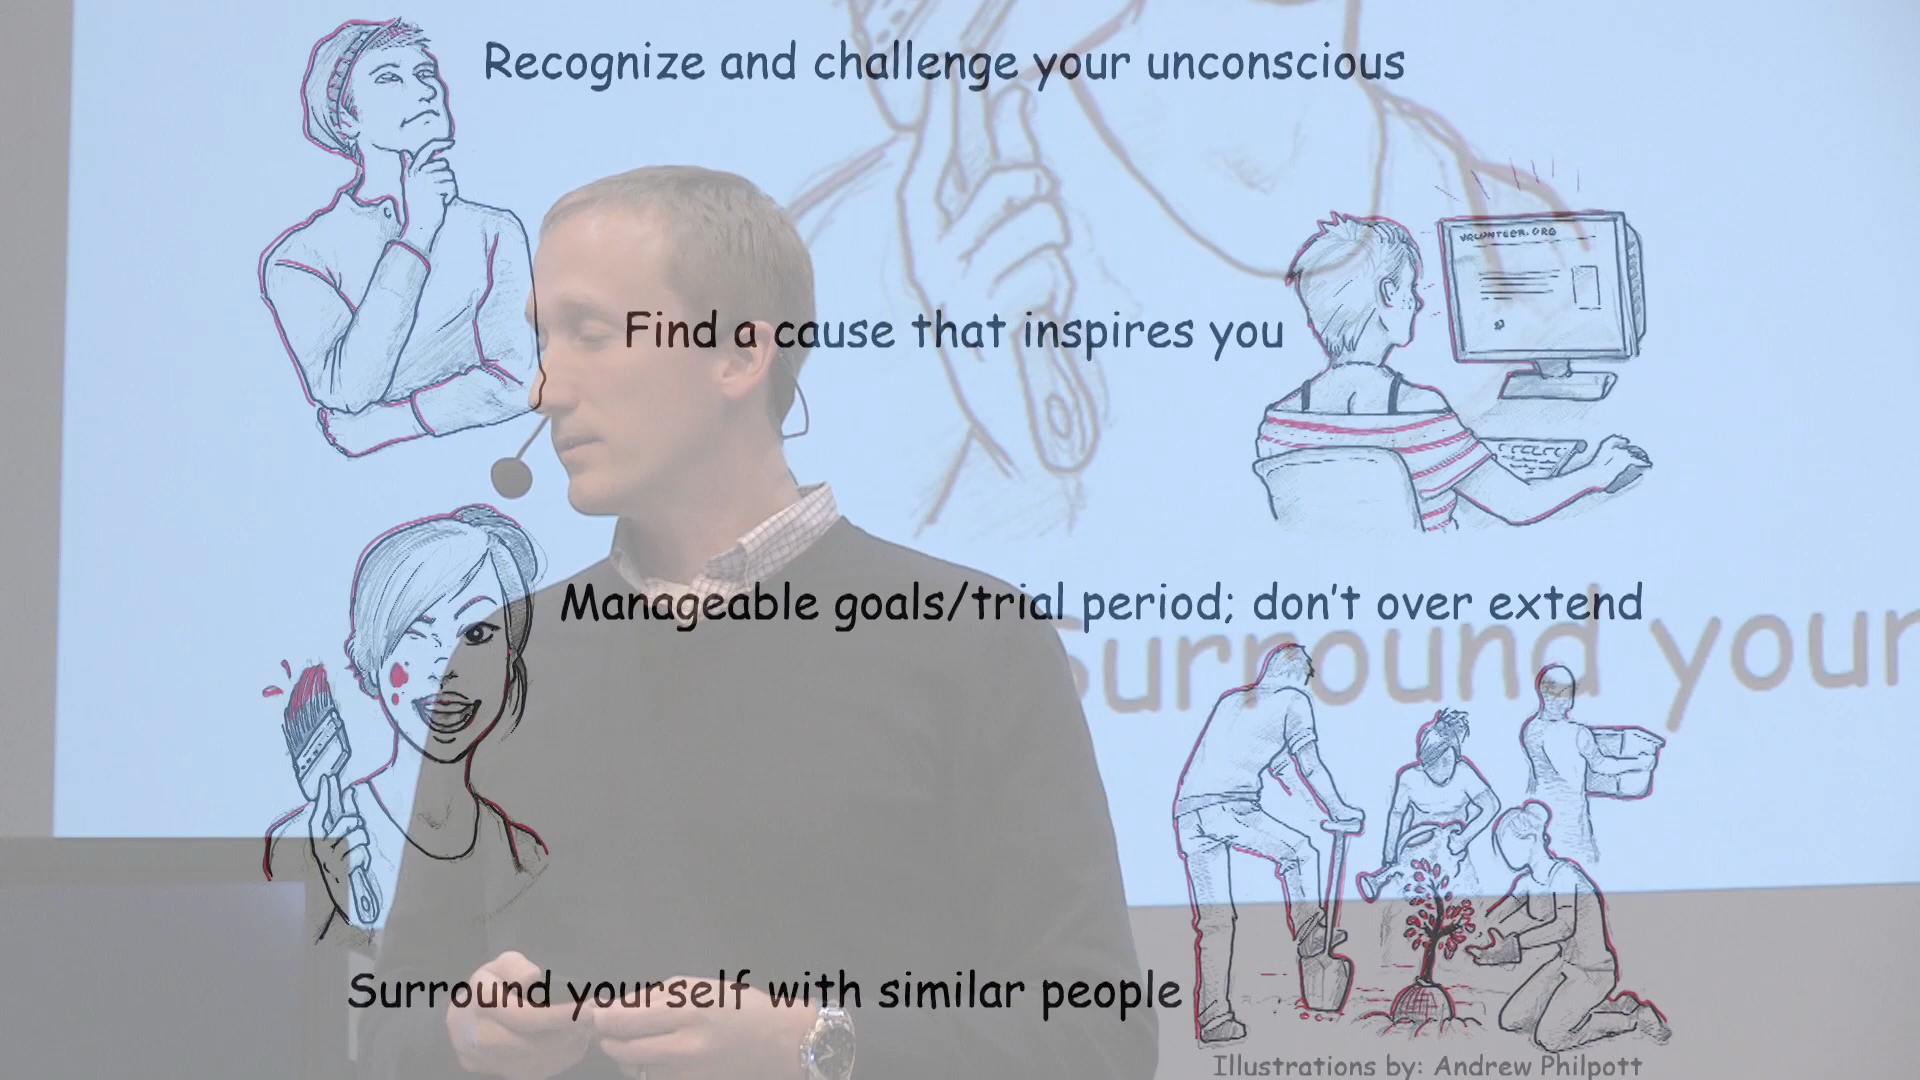 Recognize and challenge your unconscious
VOLUNTEER.ORG
Find a cause that inspires you
Manageable goals/trial period; don't over extend
Surround your
Surround yourself with similar people
Illustrations by: Andrew Philpott